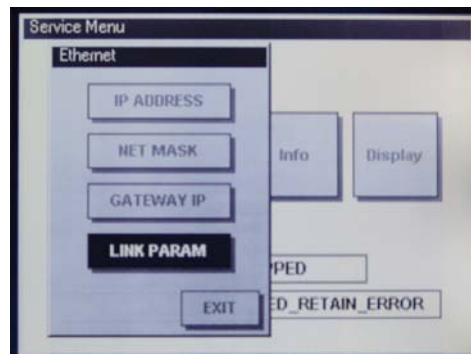 Service Menu
Ethernet
IP ADDRESS
NET MASK
Info
Display
GATEWAY IP
LINK PARAM
PPED
EXIT
ED_RETAIN_ERROR